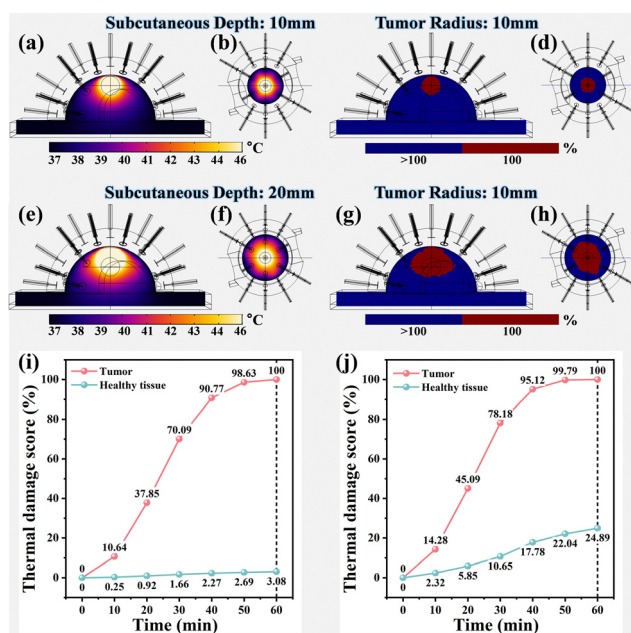 Subcutaneous Depth: 10mm
Tumor Radius: 10mm
(a)
(b)
(c)
(d)
37 38 39 40 41 42 43 44 45 46 °C
>100 100 %
Subcutaneous Depth: 20mm
Tumor Radius: 10mm
(e)
(f)
(g)
(h)
37 38 39 40 41 42 43 44 45 46 °C
>100 100 %
(i)
Thermal damage score (%)
Tumor
Healthy tissue
100
80
60
40
20
0
0
10.64
37.85
70.09
90.77
98.63
100
0
0.25
0.92
1.66
2.27
2.69
3.08
0 10 20 30 40 50 60
Time (min)
(j)
Thermal damage score (%)
Tumor
Healthy tissue
100
80
60
40
20
0
0
14.28
45.09
78.18
95.12
99.79
100
0
2.32
5.85
10.65
17.78
22.04
24.89
0 10 20 30 40 50 60
Time (min)